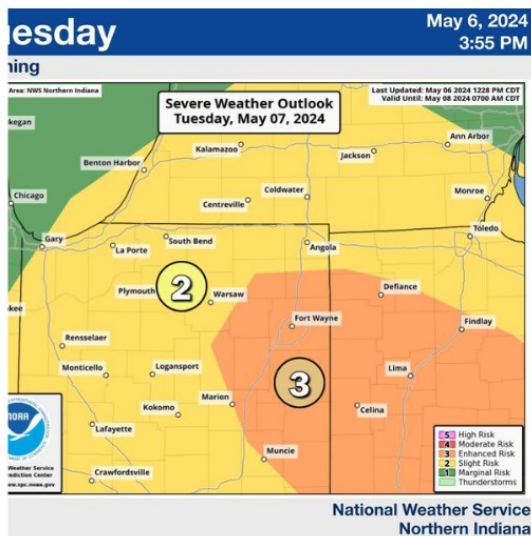 uesday
May 6, 2024
3:55 PM
ning
Area: NWS Northern Indiana
Last Updated: May 06 2024 1228 PM CDT
Valid Until: May 08 2024 0700 AM CDT
Severe Weather Outlook
Tuesday, May 07, 2024
kegan
Kalamazoo
Jackson
Ann Arbor
Benton Harbor
Chicago
Centreville
Coldwater
Monroe
Gary
La Porte
South Bend
Angola
Toledo
Plymouth
2
Warsaw
Defiance
kee
Fort Wayne
Findlay
Rensselaer
Monticello
Logansport
3
Lima
Kokomo
Marion
Celina
Lafayette
Muncie
Crawfordsville
NOAA
Weather Service
diction Center
w.spc.noaa.gov
5 High Risk
4 Moderate Risk
3 Enhanced Risk
2 Slight Risk
1 Marginal Risk
Thunderstorms
National Weather Service
Northern Indiana